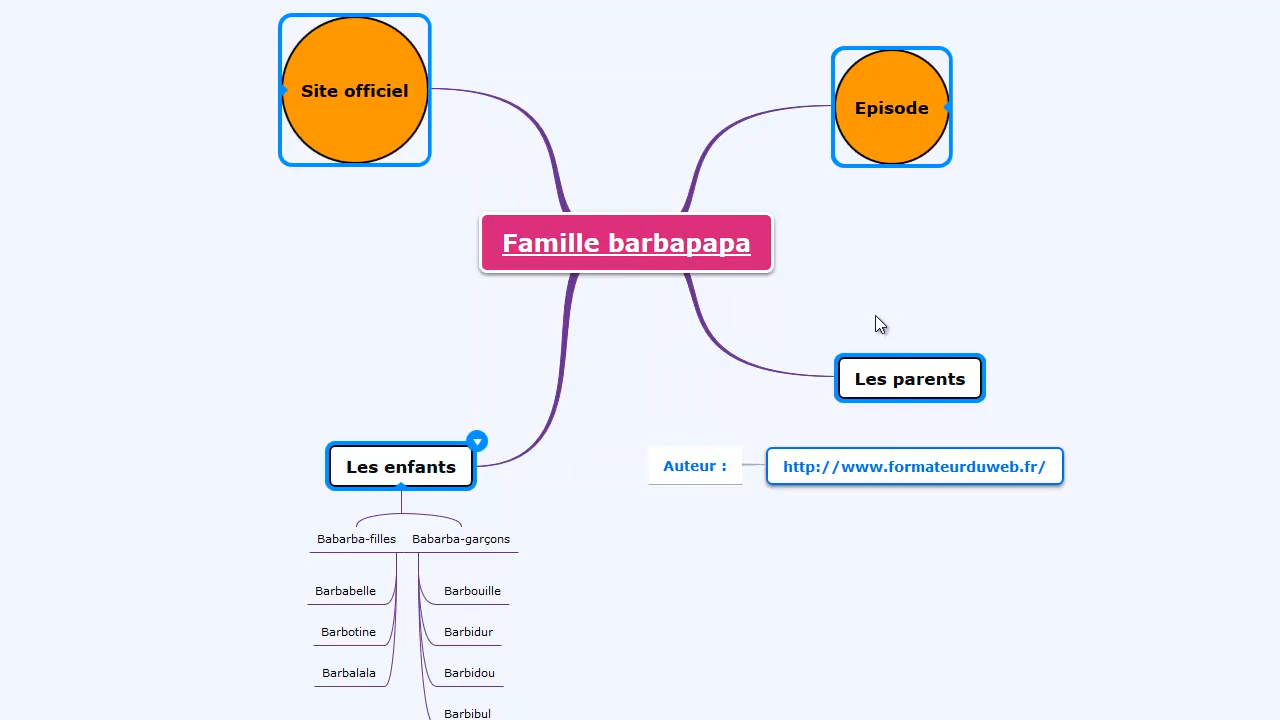 Site officiel
Episode
Famille barbapapa
Les parents
Les enfants
Auteur :
http://www.formateurduweb.fr/
Babarba-filles
Babarba-garçons
Barbabelle
Barbouille
Barbotine
Barbidur
Barbalala
Barbidou
Barbibul